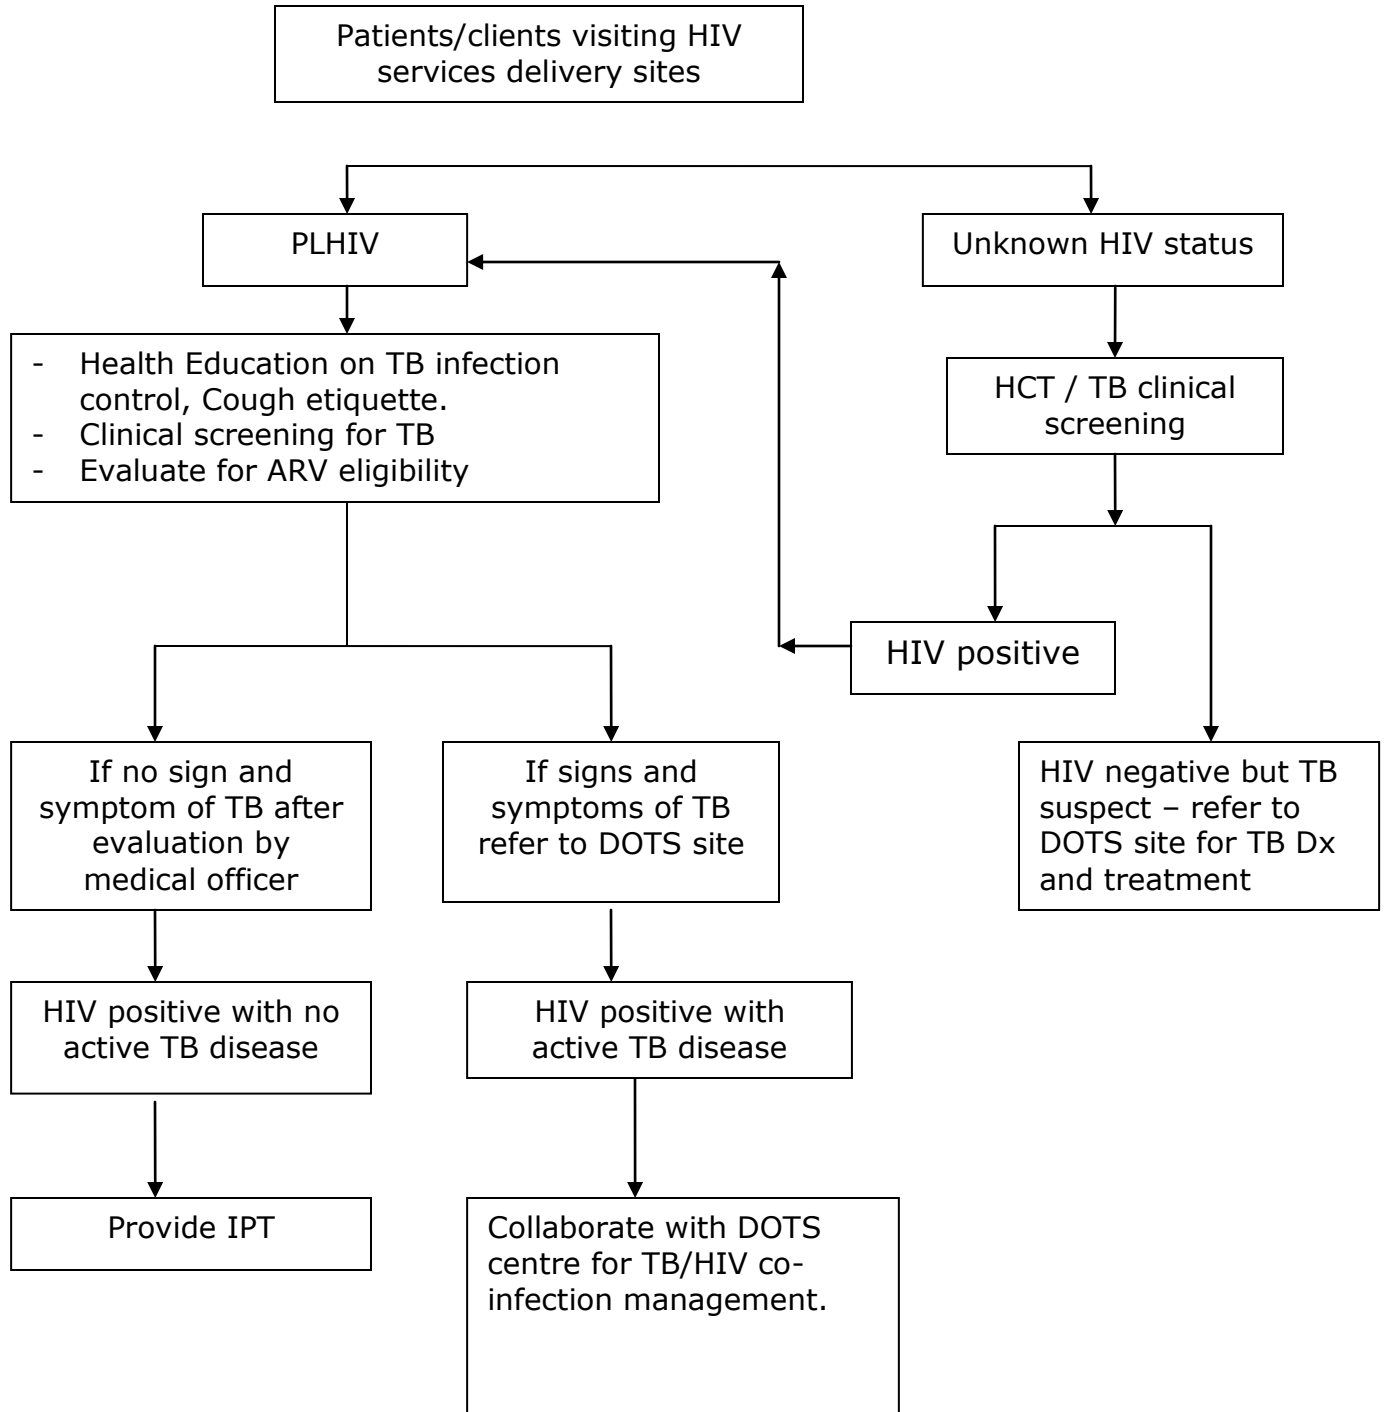 Patients/clients visiting HIV
services delivery sites
PLHIV
Unknown HIV status
- Health Education on TB infection
control, Cough etiquette.
- Clinical screening for TB
- Evaluate for ARV eligibility
HCT / TB clinical
screening
HIV positive
If no sign and
symptom of TB after
evaluation by
medical officer
If signs and
symptoms of TB
refer to DOTS site
HIV negative but TB
suspect – refer to
DOTS site for TB Dx
and treatment
HIV positive with no
active TB disease
HIV positive with
active TB disease
Provide IPT
Collaborate with DOTS
centre for TB/HIV co-
infection management.